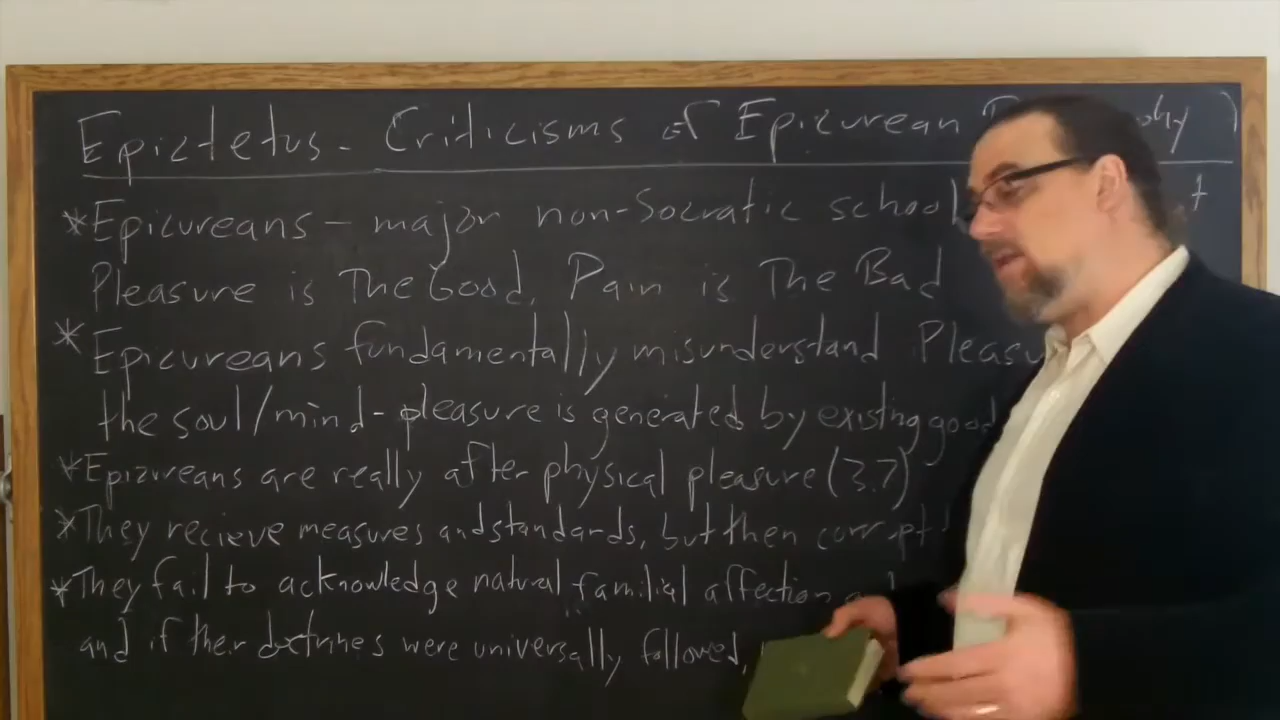 Epictetus - Criticisms of Epicurean
* Epicureans - major non-Socratic school
Pleasure is The Good, Pain is The Bad
* Epicureans fundamentally misunderstand Pleasu
the soul/mind - pleasure is generated by existing good
* Epicureans are really after physical pleasure (3.7)
* They recieve measures and standards, but then corrupt
* They fail to acknowledge natural familial affection
and if their doctrines were universally followed,